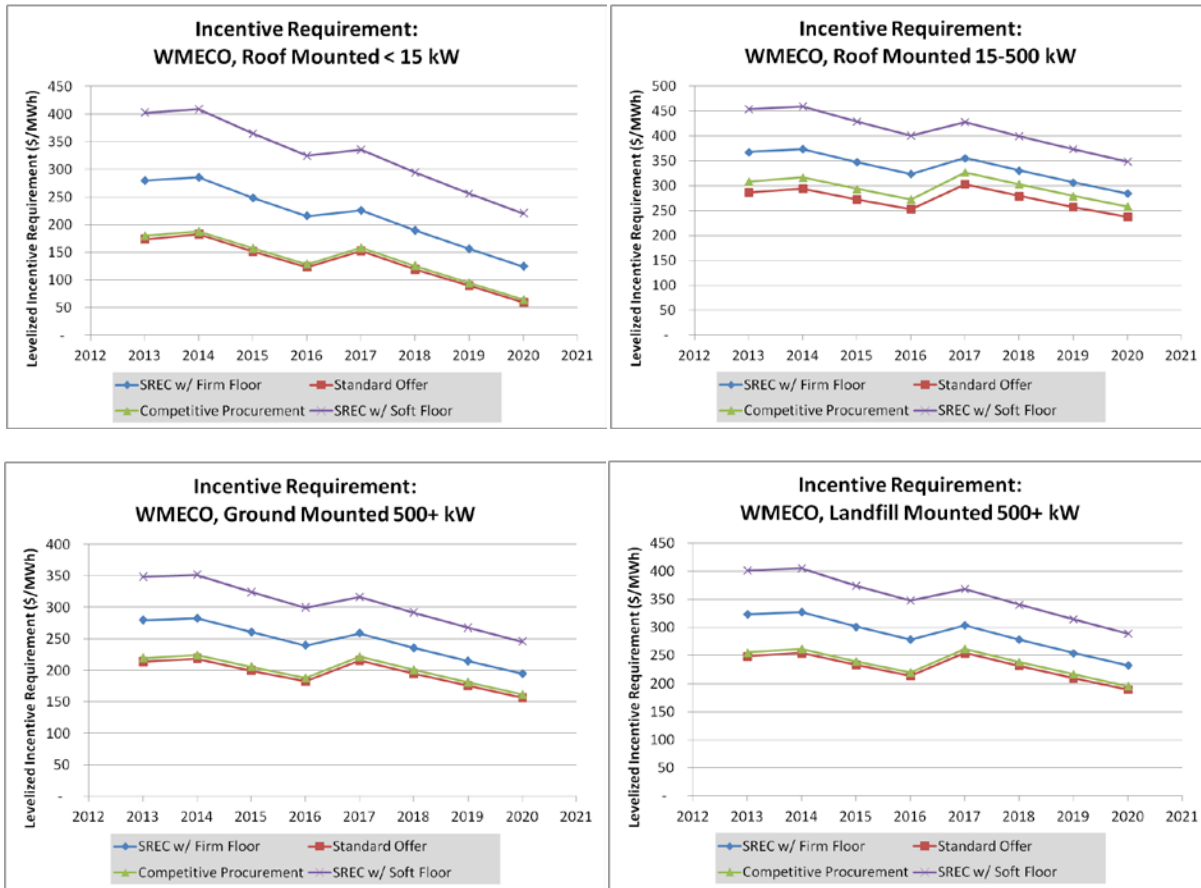 Incentive Requirement:
WMECO, Roof Mounted < 15 kW
Levelized Incentive Requirement ($/MWh)
450
400
350
300
250
200
150
100
50
-
2012 2013 2014 2015 2016 2017 2018 2019 2020 2021
SREC w/ Firm Floor Standard Offer
Competitive Procurement SREC w/ Soft Floor
Incentive Requirement:
WMECO, Roof Mounted 15-500 kW
Levelized Incentive Requirement ($/MWh)
500
450
400
350
300
250
200
150
100
50
-
2012 2013 2014 2015 2016 2017 2018 2019 2020 2021
SREC w/ Firm Floor Standard Offer
Competitive Procurement SREC w/ Soft Floor
Incentive Requirement:
WMECO, Ground Mounted 500+ kW
Levelized Incentive Requirement ($/MWh)
400
350
300
250
200
150
100
50
-
2012 2013 2014 2015 2016 2017 2018 2019 2020 2021
SREC w/ Firm Floor Standard Offer
Competitive Procurement SREC w/ Soft Floor
Incentive Requirement:
WMECO, Landfill Mounted 500+ kW
Levelized Incentive Requirement ($/MWh)
450
400
350
300
250
200
150
100
50
-
2012 2013 2014 2015 2016 2017 2018 2019 2020 2021
SREC w/ Firm Floor Standard Offer
Competitive Procurement SREC w/ Soft Floor